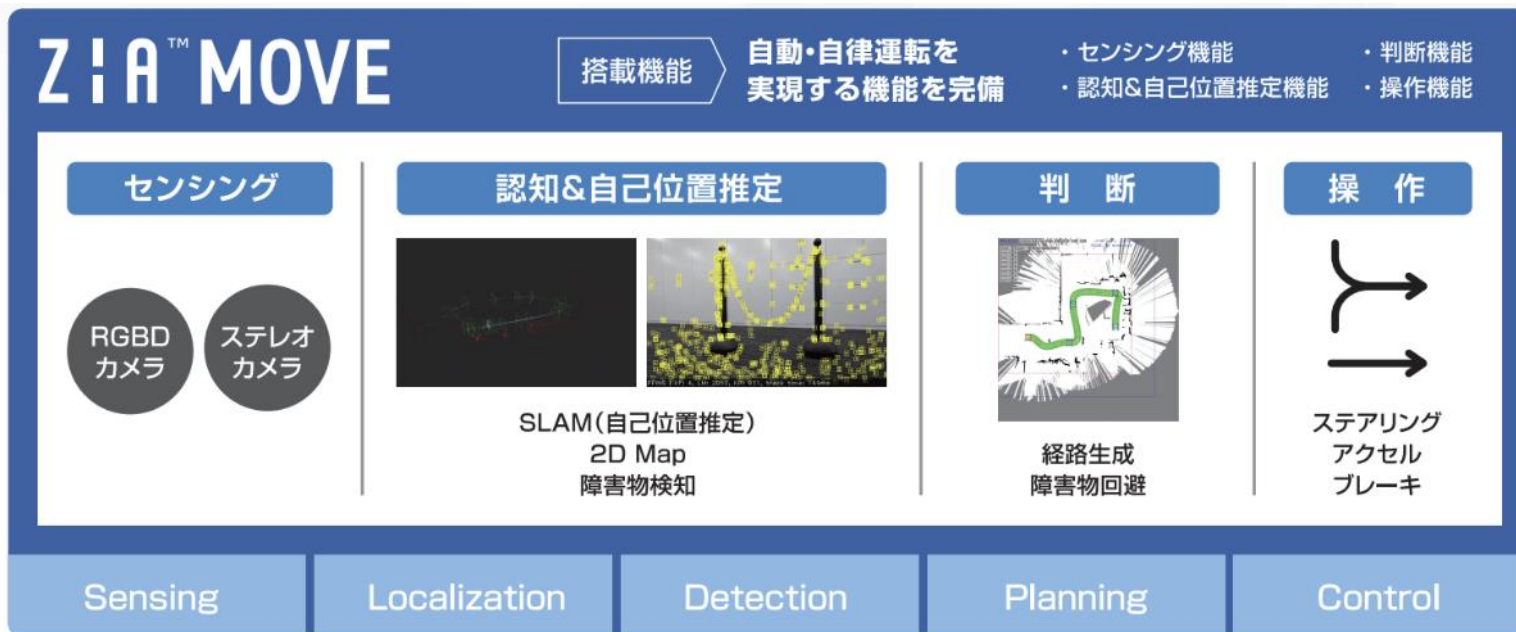 ZIA™ MOVE
搭載機能
自動・自律運転を
実現する機能を完備
・センシング機能
・認知&自己位置推定機能
・判断機能
・操作機能
センシング
RGBD
カメラ
ステレオ
カメラ
認知&自己位置推定
SLAM(自己位置推定)
2D Map
障害物検知
判 断
経路生成
障害物回避
操 作
ステアリング
アクセル
ブレーキ
Sensing
Localization
Detection
Planning
Control